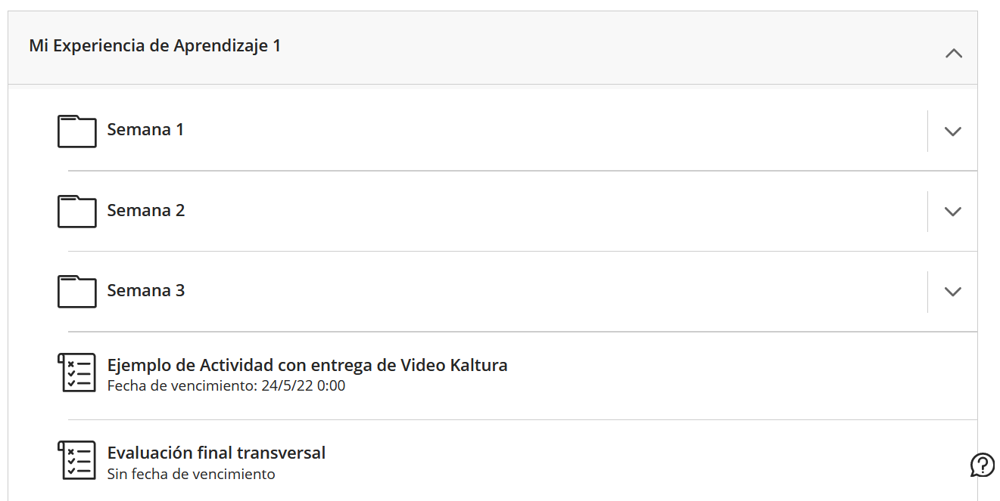 Mi Experiencia de Aprendizaje 1
Semana 1
Semana 2
Semana 3
Ejemplo de Actividad con entrega de Video Kaltura
Fecha de vencimiento: 24/5/22 0:00
Evaluación final transversal
Sin fecha de vencimiento